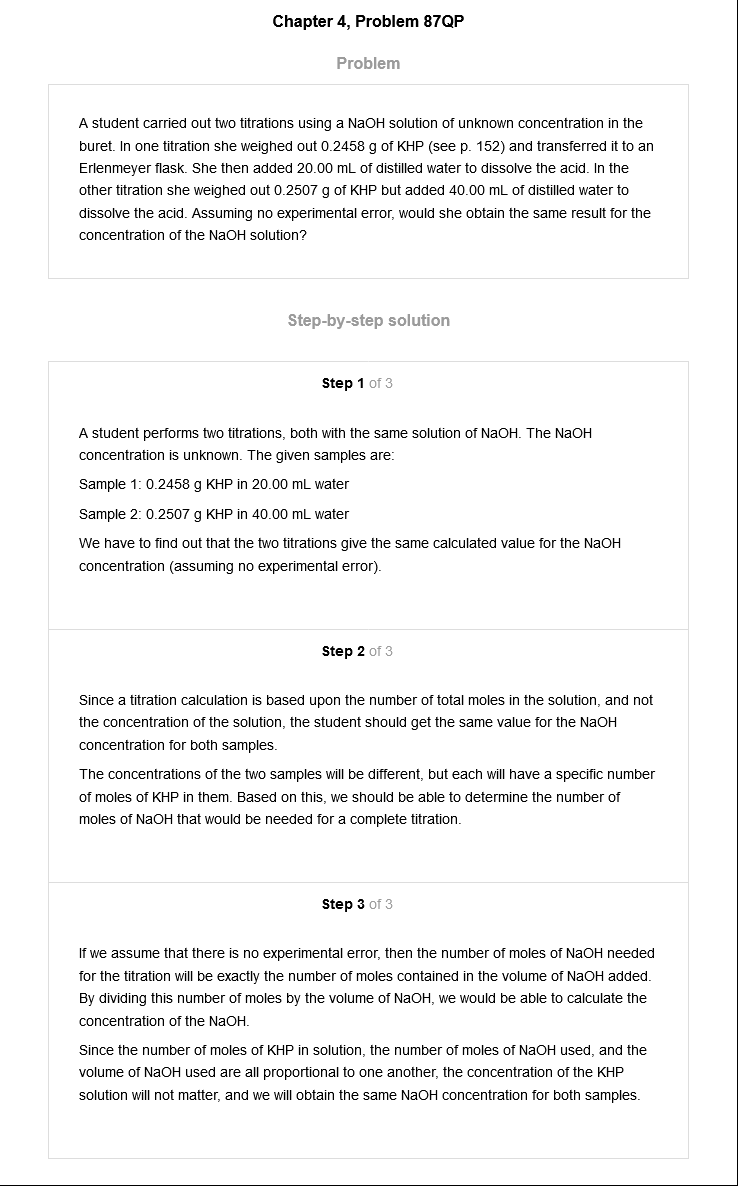 Chapter 4, Problem 87QP
Problem
A student carried out two titrations using a NaOH solution of unknown concentration in the
buret. In one titration she weighed out 0.2458 g of KHP (see p. 152) and transferred it to an
Erlenmeyer flask. She then added 20.00 mL of distilled water to dissolve the acid. In the
other titration she weighed out 0.2507 g of KHP but added 40.00 mL of distilled water to
dissolve the acid. Assuming no experimental error, would she obtain the same result for the
concentration of the NaOH solution?
Step-by-step solution
Step 1 of 3
A student performs two titrations, both with the same solution of NaOH. The NaOH
concentration is unknown. The given samples are:
Sample 1: 0.2458 g KHP in 20.00 mL water
Sample 2: 0.2507 g KHP in 40.00 mL water
We have to find out that the two titrations give the same calculated value for the NaOH
concentration (assuming no experimental error).
Step 2 of 3
Since a titration calculation is based upon the number of total moles in the solution, and not
the concentration of the solution, the student should get the same value for the NaOH
concentration for both samples.
The concentrations of the two samples will be different, but each will have a specific number
of moles of KHP in them. Based on this, we should be able to determine the number of
moles of NaOH that would be needed for a complete titration.
Step 3 of 3
If we assume that there is no experimental error, then the number of moles of NaOH needed
for the titration will be exactly the number of moles contained in the volume of NaOH added.
By dividing this number of moles by the volume of NaOH, we would be able to calculate the
concentration of the NaOH.
Since the number of moles of KHP in solution, the number of moles of NaOH used, and the
volume of NaOH used are all proportional to one another, the concentration of the KHP
solution will not matter, and we will obtain the same NaOH concentration for both samples.